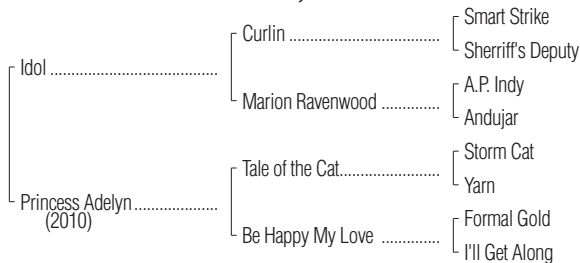 Smart Strike
Curlin
Sherriff's Deputy
Idol
A.P. Indy
Marion Ravenwood
Andujar
Storm Cat
Tale of the Cat
Yarn
Princess Adelyn
(2010)
Formal Gold
Be Happy My Love
I'll Get Along